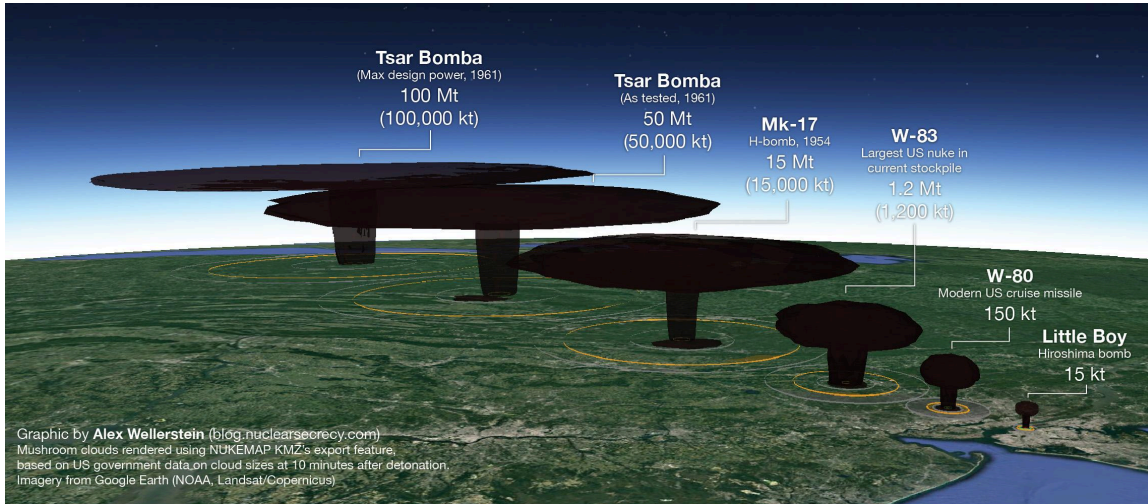 Tsar Bomba
(Max design power, 1961)
100 Mt
(100,000 kt)
Tsar Bomba
(As tested, 1961)
50 Mt
(50,000 kt)
Mk-17
H-bomb, 1954
15 Mt
(15,000 kt)
W-83
Largest US nuke in
current stockpile
1.2 Mt
(1,200 kt)
W-80
Modern US cruise missile
150 kt
Little Boy
Hiroshima bomb
15 kt
Graphic by Alex Wellerstein (blog.nuclearsecrecy.com)
Mushroom clouds rendered using NUKEMAP KMZ's export feature,
based on US government data on cloud sizes at 10 minutes after detonation.
Imagery from Google Earth (NOAA, Landsat/Copernicus)